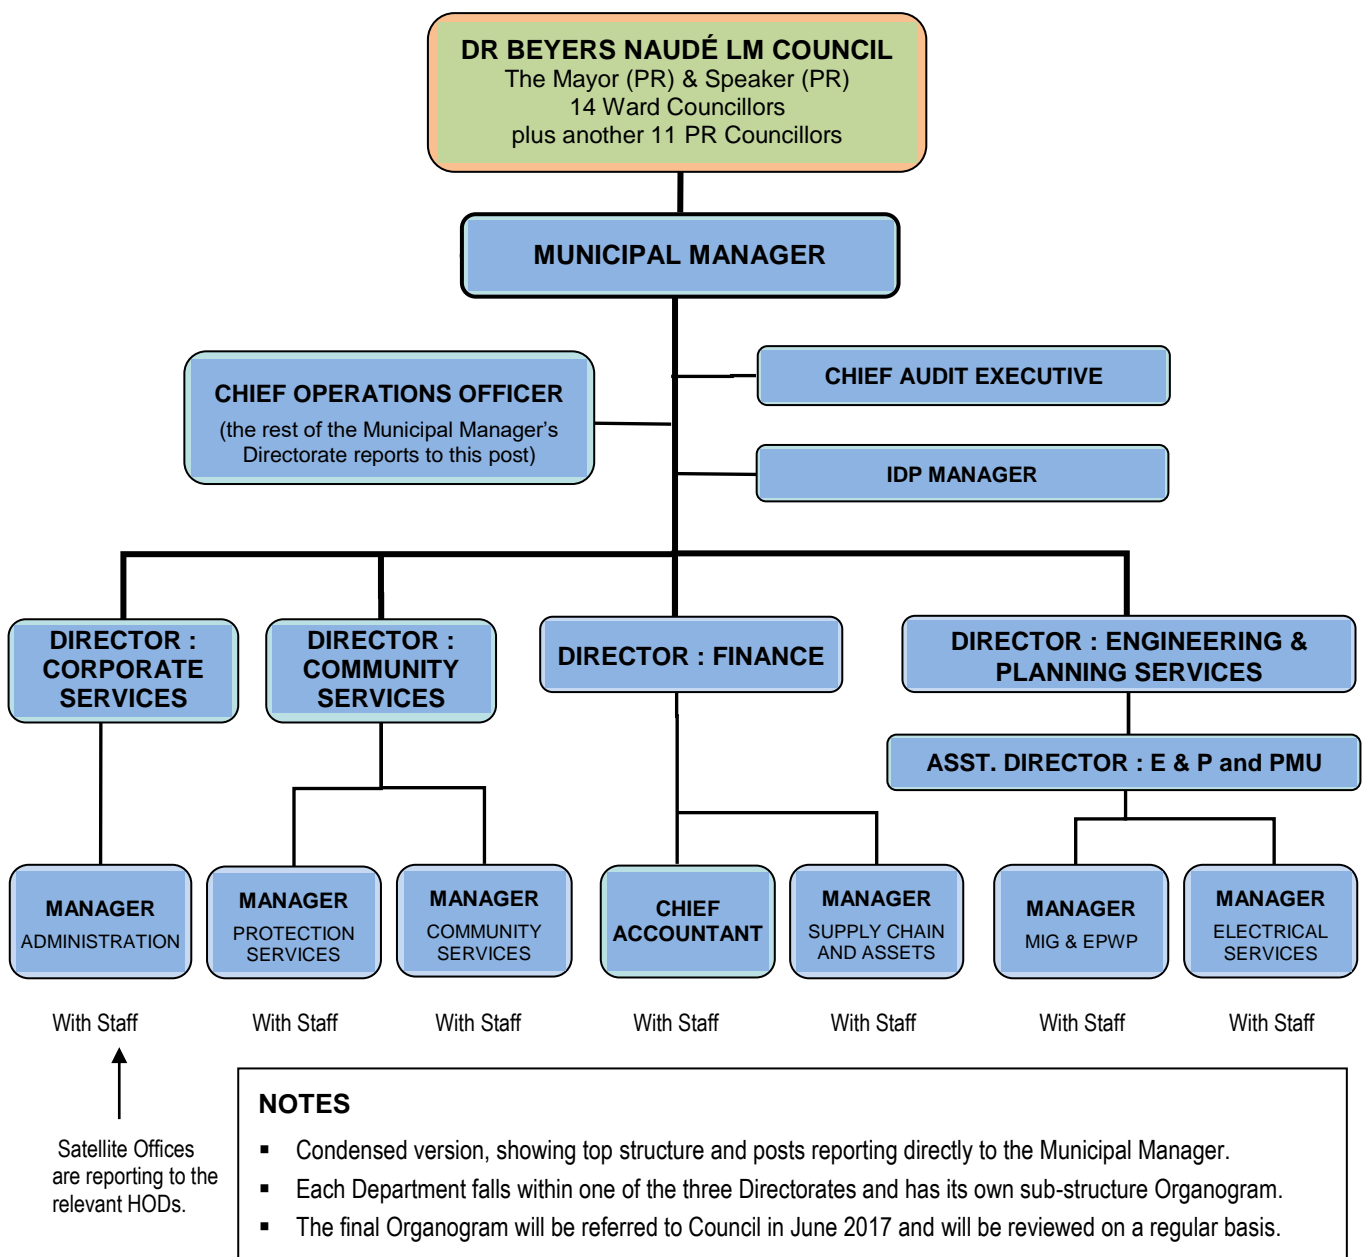 DR BEYERS NAUDÉ LM COUNCIL
The Mayor (PR) & Speaker (PR)
14 Ward Councillors
plus another 11 PR Councillors
MUNICIPAL MANAGER
CHIEF OPERATIONS OFFICER
(the rest of the Municipal Manager’s
Directorate reports to this post)
CHIEF AUDIT EXECUTIVE
IDP MANAGER
DIRECTOR :
CORPORATE
SERVICES
DIRECTOR :
COMMUNITY
SERVICES
DIRECTOR : FINANCE
DIRECTOR : ENGINEERING &
PLANNING SERVICES
ASST. DIRECTOR : E & P and PMU
MANAGER
ADMINISTRATION
MANAGER
PROTECTION
SERVICES
MANAGER
COMMUNITY
SERVICES
CHIEF
ACCOUNTANT
MANAGER
SUPPLY CHAIN
AND ASSETS
MANAGER
MIG & EPWP
MANAGER
ELECTRICAL
SERVICES
With Staff
With Staff
With Staff
With Staff
With Staff
With Staff
With Staff
Satellite Offices
are reporting to the
relevant HODs.
NOTES
▪ Condensed version, showing top structure and posts reporting directly to the Municipal Manager.
▪ Each Department falls within one of the three Directorates and has its own sub-structure Organogram.
▪ The final Organogram will be referred to Council in June 2017 and will be reviewed on a regular basis.